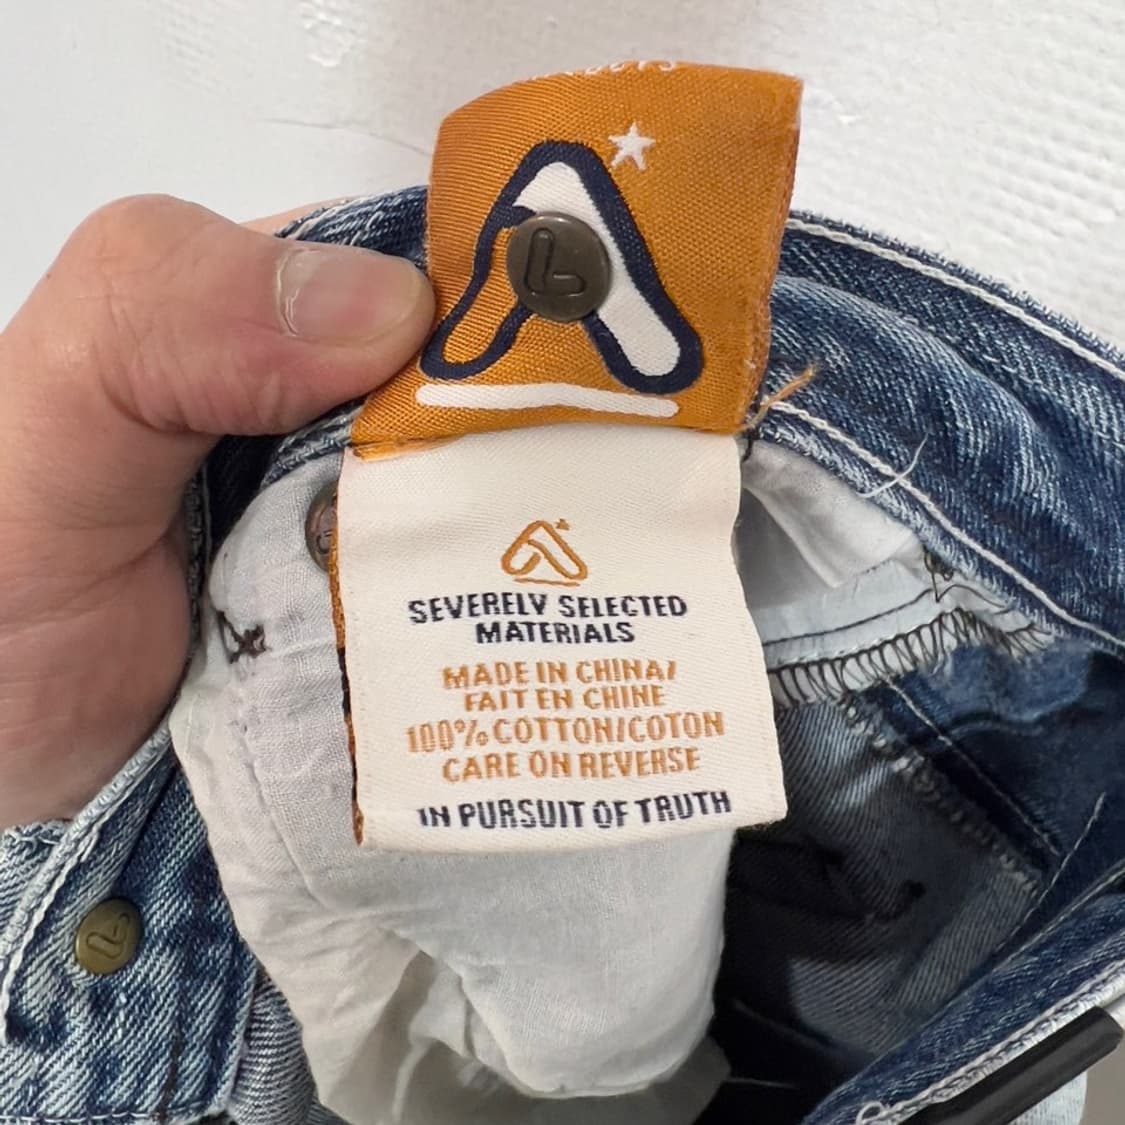 SEVERELY SELECTED
MATERIALS
MADE IN CHINA/
FAIT EN CHINE
100% COTTON/COTON
CARE ON REVERSE
IN PURSUIT OF TRUTH